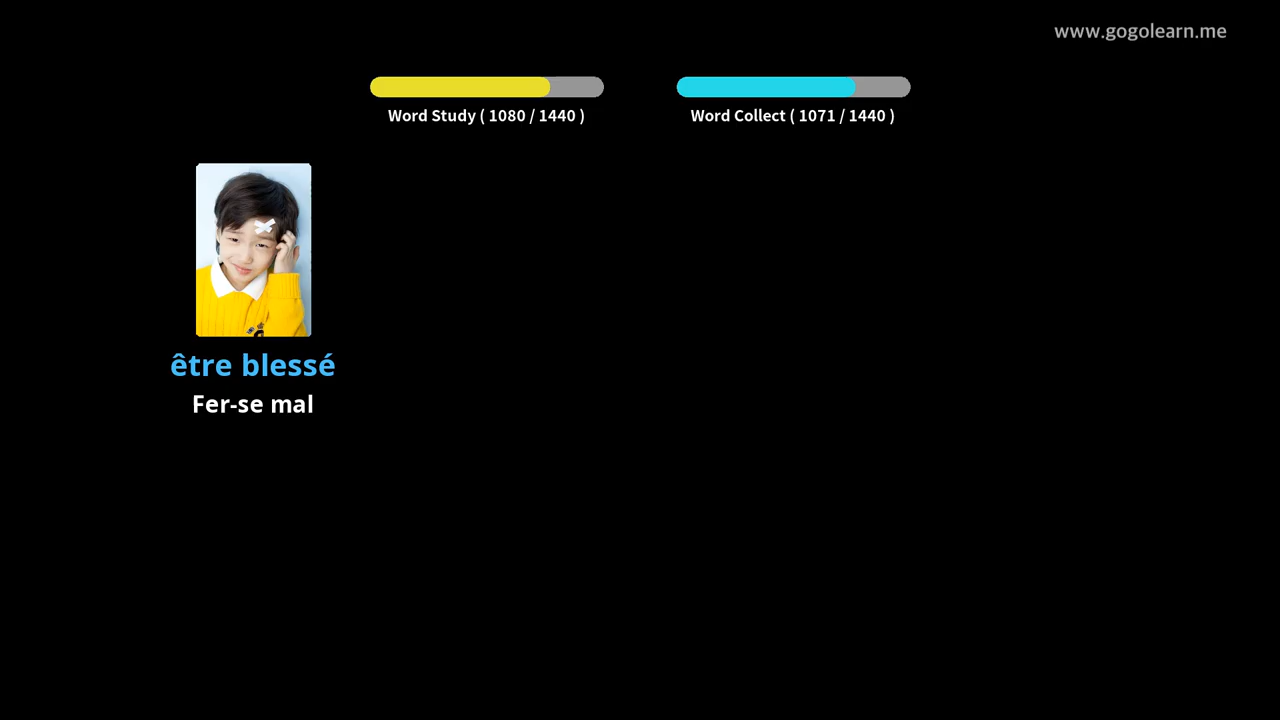 www.gogolearn.me
Word Study ( 1080 / 1440 )
Word Collect ( 1071 / 1440 )
être blessé
Fer-se mal